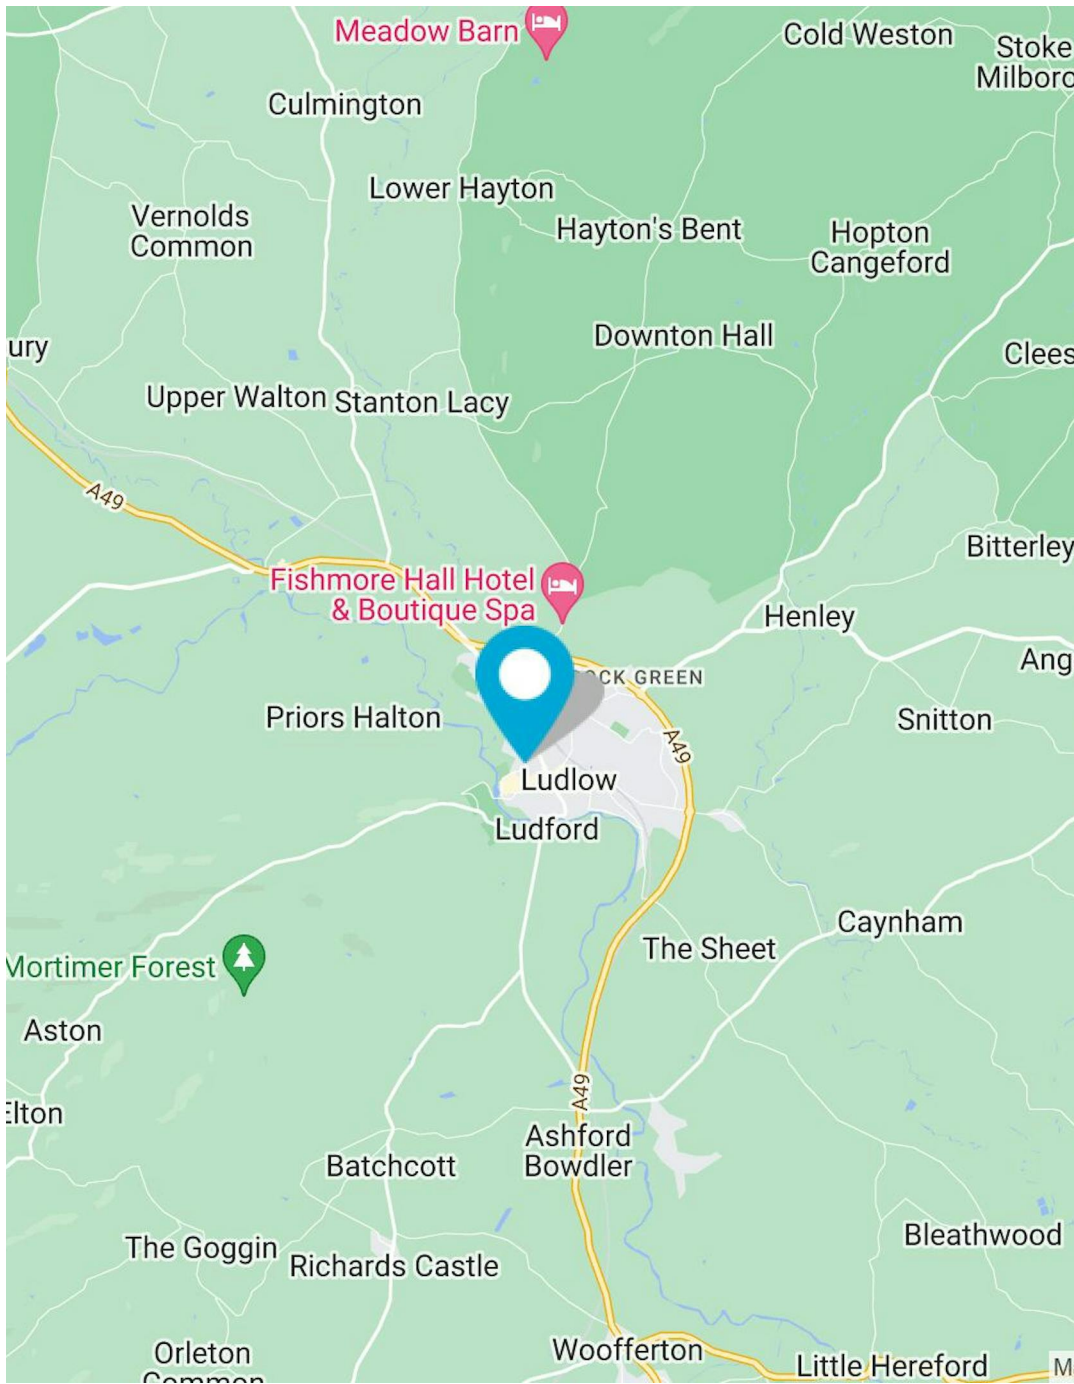 Meadow Barn
Cold Weston
Stoke
Culmington
Lower Hayton
Vernolds
Common
Hayton's Bent
Hopton
Cangeford
Downton Hall
Upper Walton
Stanton Lacy
A49
Bitterley
Fishmore Hall Hotel
& Boutique Spa
Henley
GREEN
Priors Halton
Snitton
A49
Ludlow
Ludford
Caynham
The Sheet
Mortimer Forest
Aston
A49
Ashford
Bowdler
Batchcott
Bleathwood
The Goggin
Richards Castle
Woofferton
Orleton
Common
Little Hereford